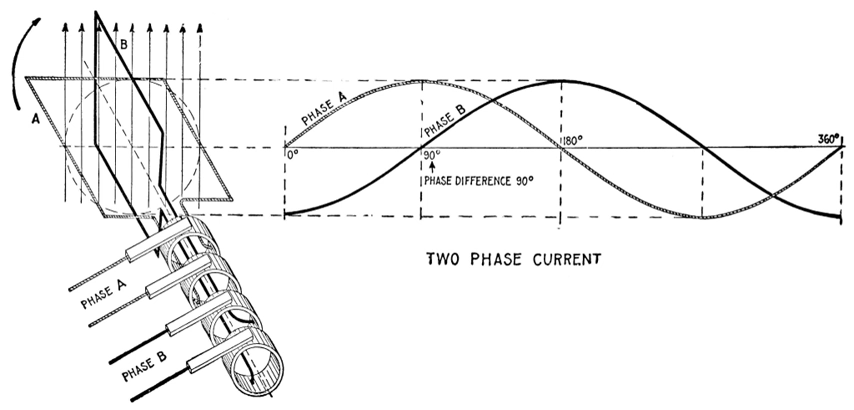 B
A
PHASE A
PHASE B
0°
90°
180°
360°
PHASE DIFFERENCE 90°
TWO PHASE CURRENT
PHASE A
PHASE B